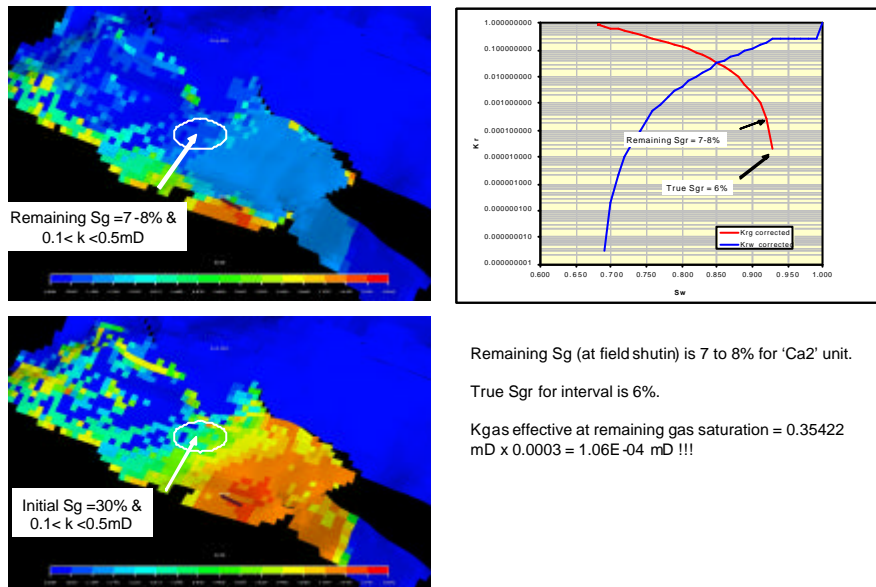 Remaining Sg =7-8% &
0.1< k <0.5mD
1.000000000
0.100000000
0.010000000
0.001000000
0.000100000
0.000010000
0.000001000
0.000000100
0.000000010
0.000000001
Kr
Remaining Sgr = 7-8%
True Sgr = 6%
Krg corrected
Krw corrected
0.600 0.650 0.700 0.750 0.800 0.850 0.900 0.950 1.000
Sw
Initial Sg =30% &
0.1< k <0.5mD
Remaining Sg (at field shutin) is 7 to 8% for ‘Ca2’ unit.
True Sgr for interval is 6%.
Kgas effective at remaining gas saturation = 0.35422
mD x 0.0003 = 1.06E-04 mD !!!